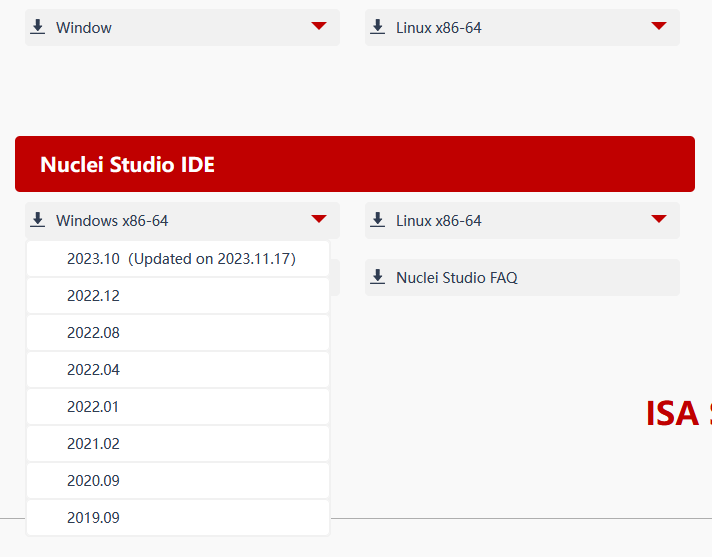 Window
Linux x86-64
Nuclei Studio IDE
Windows x86-64
Linux x86-64
2023.10 (Updated on 2023.11.17)
Nuclei Studio FAQ
2022.12
2022.08
2022.04
2022.01
ISA
2021.02
2020.09
2019.09